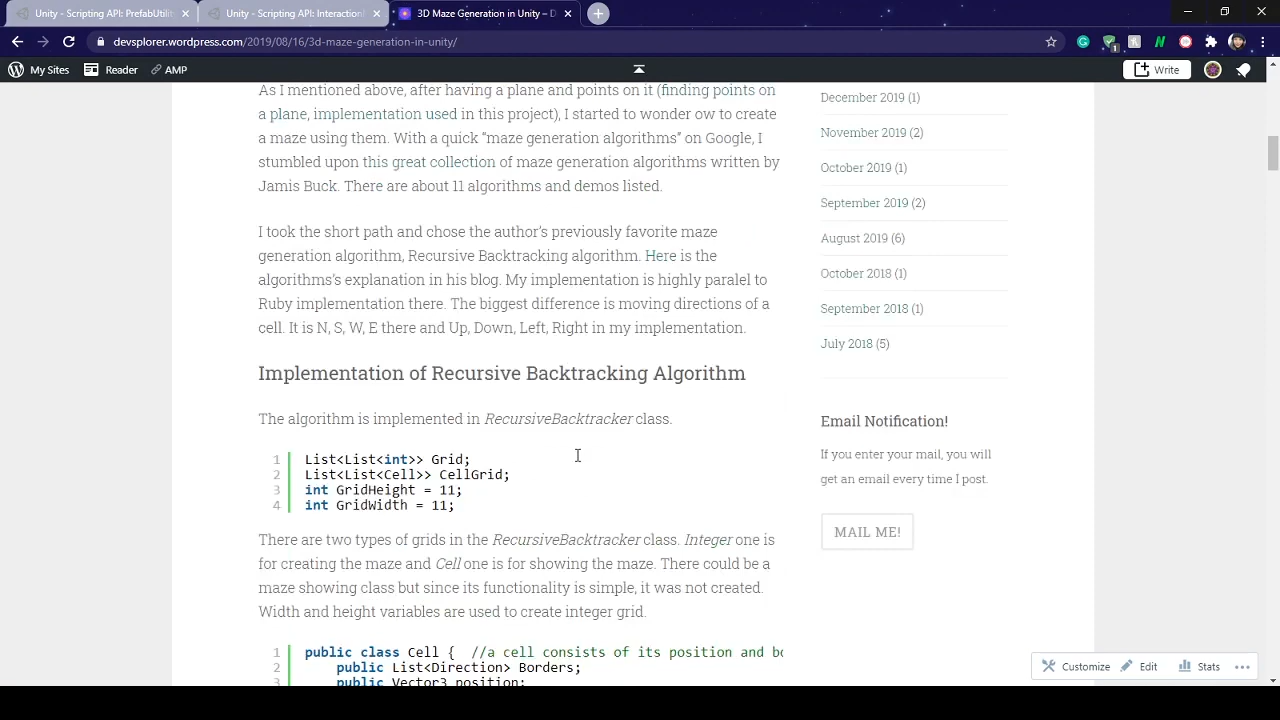 Unity - Scripting API: PrefabUtilit
Unity - Scripting API: Interaction
3D Maze Generation in Unity – D
devsplorer.wordpress.com/2019/08/16/3d-maze-generation-in-unity/
My Sites
Reader
AMP
Write
As I mentioned above, after having a plane and points on it (finding points on
a plane, implementation used in this project), I started to wonder ow to create
a maze using them. With a quick “maze generation algorithms” on Google, I
stumbled upon this great collection of maze generation algorithms written by
Jamis Buck. There are about 11 algorithms and demos listed.
I took the short path and chose the author’s previously favorite maze
generation algorithm, Recursive Backtracking algorithm. Here is the
algorithms’s explanation in his blog. My implementation is highly paralel to
Ruby implementation there. The biggest difference is moving directions of a
cell. It is N, S, W, E there and Up, Down, Left, Right in my implementation.
Implementation of Recursive Backtracking Algorithm
The algorithm is implemented in RecursiveBacktracker class.
1 List<List<int>> Grid;
2 List<List<Cell>> CellGrid;
3 int GridHeight = 11;
4 int GridWidth = 11;
There are two types of grids in the RecursiveBacktracker class. Integer one is
for creating the maze and Cell one is for showing the maze. There could be a
maze showing class but since its functionality is simple, it was not created.
Width and height variables are used to create integer grid.
1 public class Cell { //a cell consists of its position and bo
2 public List<Direction> Borders;
3 public Vector3 position;
December 2019 (1)
November 2019 (2)
October 2019 (1)
September 2019 (2)
August 2019 (6)
October 2018 (1)
September 2018 (1)
July 2018 (5)
Email Notification!
If you enter your mail, you will
get an email every time I post.
MAIL ME!
Customize
Edit
Stats